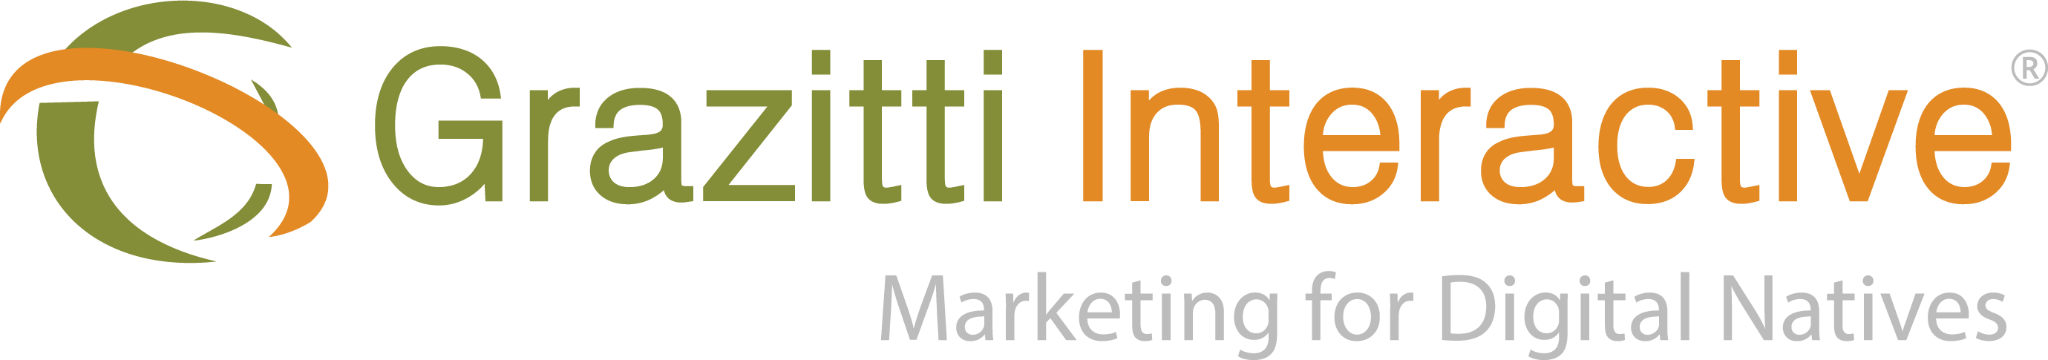 Grazitti Interactive®
Marketing for Digital Natives